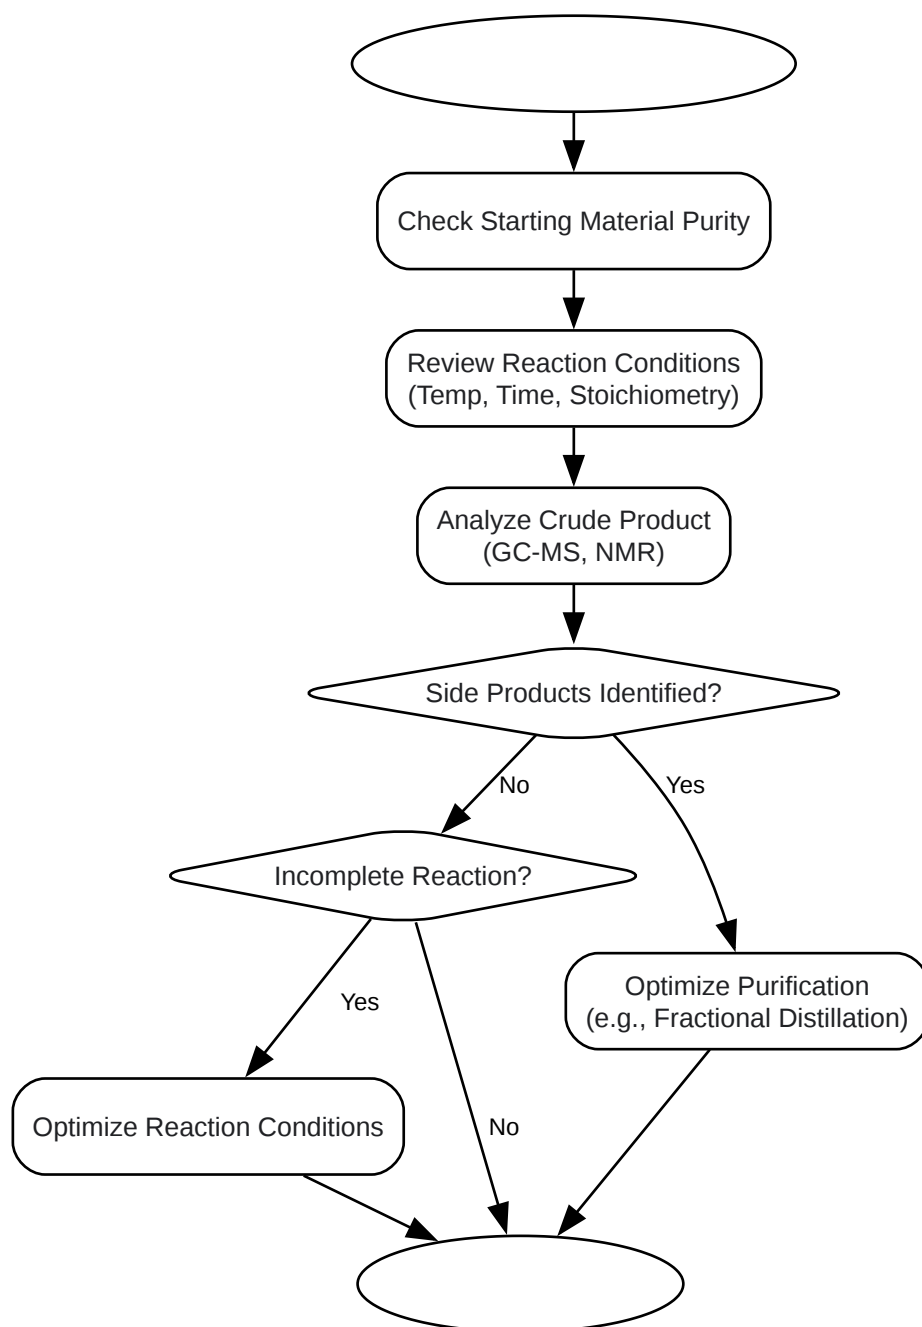 Check Starting Material Purity
Review Reaction Conditions
(Temp, Time, Stoichiometry)
Analyze Crude Product
(GC-MS, NMR)
Side Products Identified?
No
Yes
Incomplete Reaction?
Optimize Purification
(e.g., Fractional Distillation)
Yes
Optimize Reaction Conditions
No